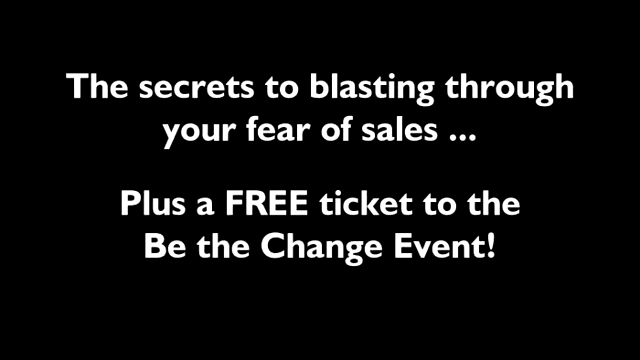 The secrets to blasting through
your fear of sales ...
Plus a FREE ticket to the
Be the Change Event!